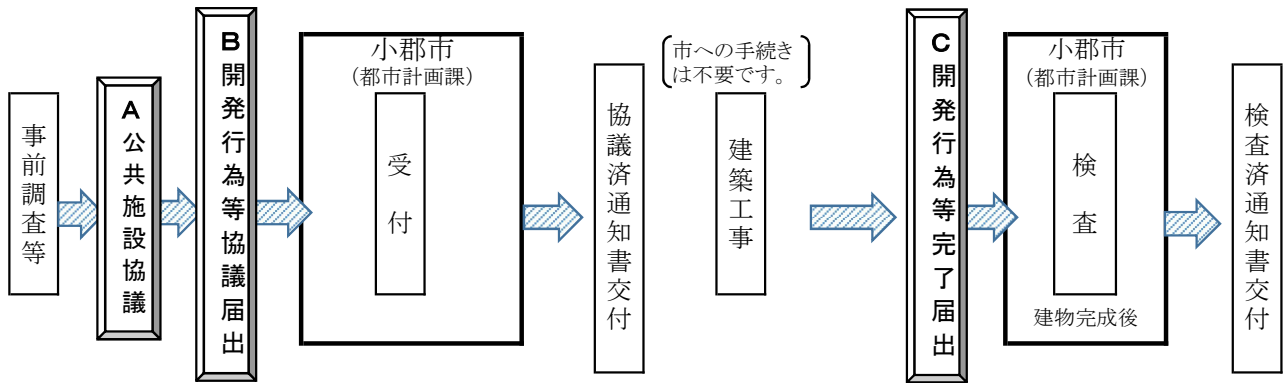 事前調査等
A公共施設協議
B開発行為等協議届出
小郡市
(都市計画課)
受付
協議済通知書交付
市への手続き
は不要です。
建築工事
C開発行為等完了届出
小郡市
(都市計画課)
検査
建物完成後
検査済通知書交付